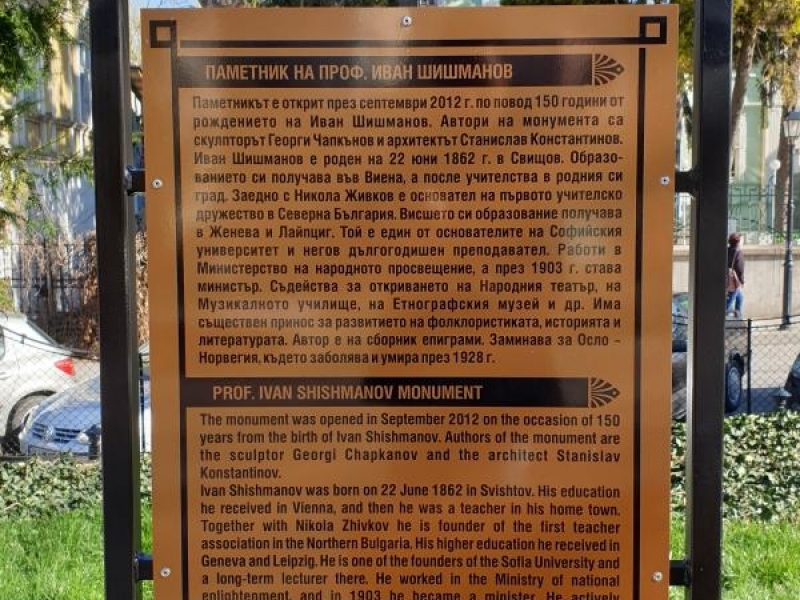 ПАМЕТНИК НА ПРОФ. ИВАН ШИШМАНОВ
Паметникът е открит през септември 2012 г. по повод 150 години от
рождението на Иван Шишманов. Автори на монумента са
скулпторът Георги Чапкънов и архитектът Станислав Константинов.
Иван Шишманов е роден на 22 юни 1862 г. в Свищов. Образо-
ванието си получава във Виена, а после учителства в родния си
град. Заедно с Никола Живков е основател на първото учителско
дружество в Северна България. Висшето си образование получава
в Женева и Лайпциг. Той е един от основателите на Софийския
университет и негов дългогодишен преподавател. Работи в
Министерство на народното просвещение, а през 1903 г. става
министър. Съдейства за откриването на Народния театър, на
Музикалното училище, на Етнографския музей и др. Има
съществен принос за развитието на фолклористиката, историята и
литературата. Автор е на сборник епиграми. Заминава за Осло –
Норвегия, където заболява и умира през 1928 г.
PROF. IVAN SHISHMANOV MONUMENT
The monument was opened in September 2012 on the occasion of 150
years from the birth of Ivan Shishmanov. Authors of the monument are
the sculptor Georgi Chapkanov and the architect Stanislav
Konstantinov.
Ivan Shishmanov was born on 22 June 1862 in Svishtov. His education
he received in Vienna, and then he was a teacher in his home town.
Together with Nikola Zhivkov he is founder of the first teacher
association in the Northern Bulgaria. His higher education he received in
Geneva and Leipzig. He is one of the founders of the Sofia University and
a long-term lecturer there. He worked in the Ministry of national
enlightenment, and in 1903 he became a minister. He actively